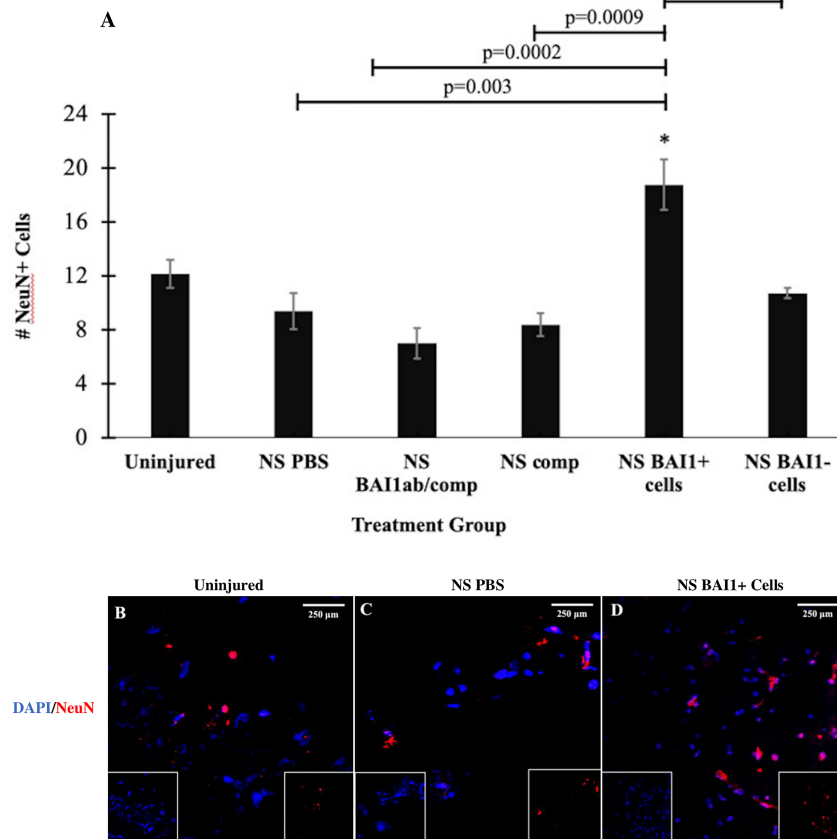 A
p=0.0009
p=0.0002
p=0.003
24
20
16
12
8
4
0
# NeuN+ Cells
*
Uninjured
NS PBS
NS
BAI1ab/comp
NS comp
NS BAI1+
cells
NS BAI1-
cells
Treatment Group
Uninjured
NS PBS
NS BAI1+ Cells
B
250 µm
C
250 µm
D
250 µm
DAPI/NeuN